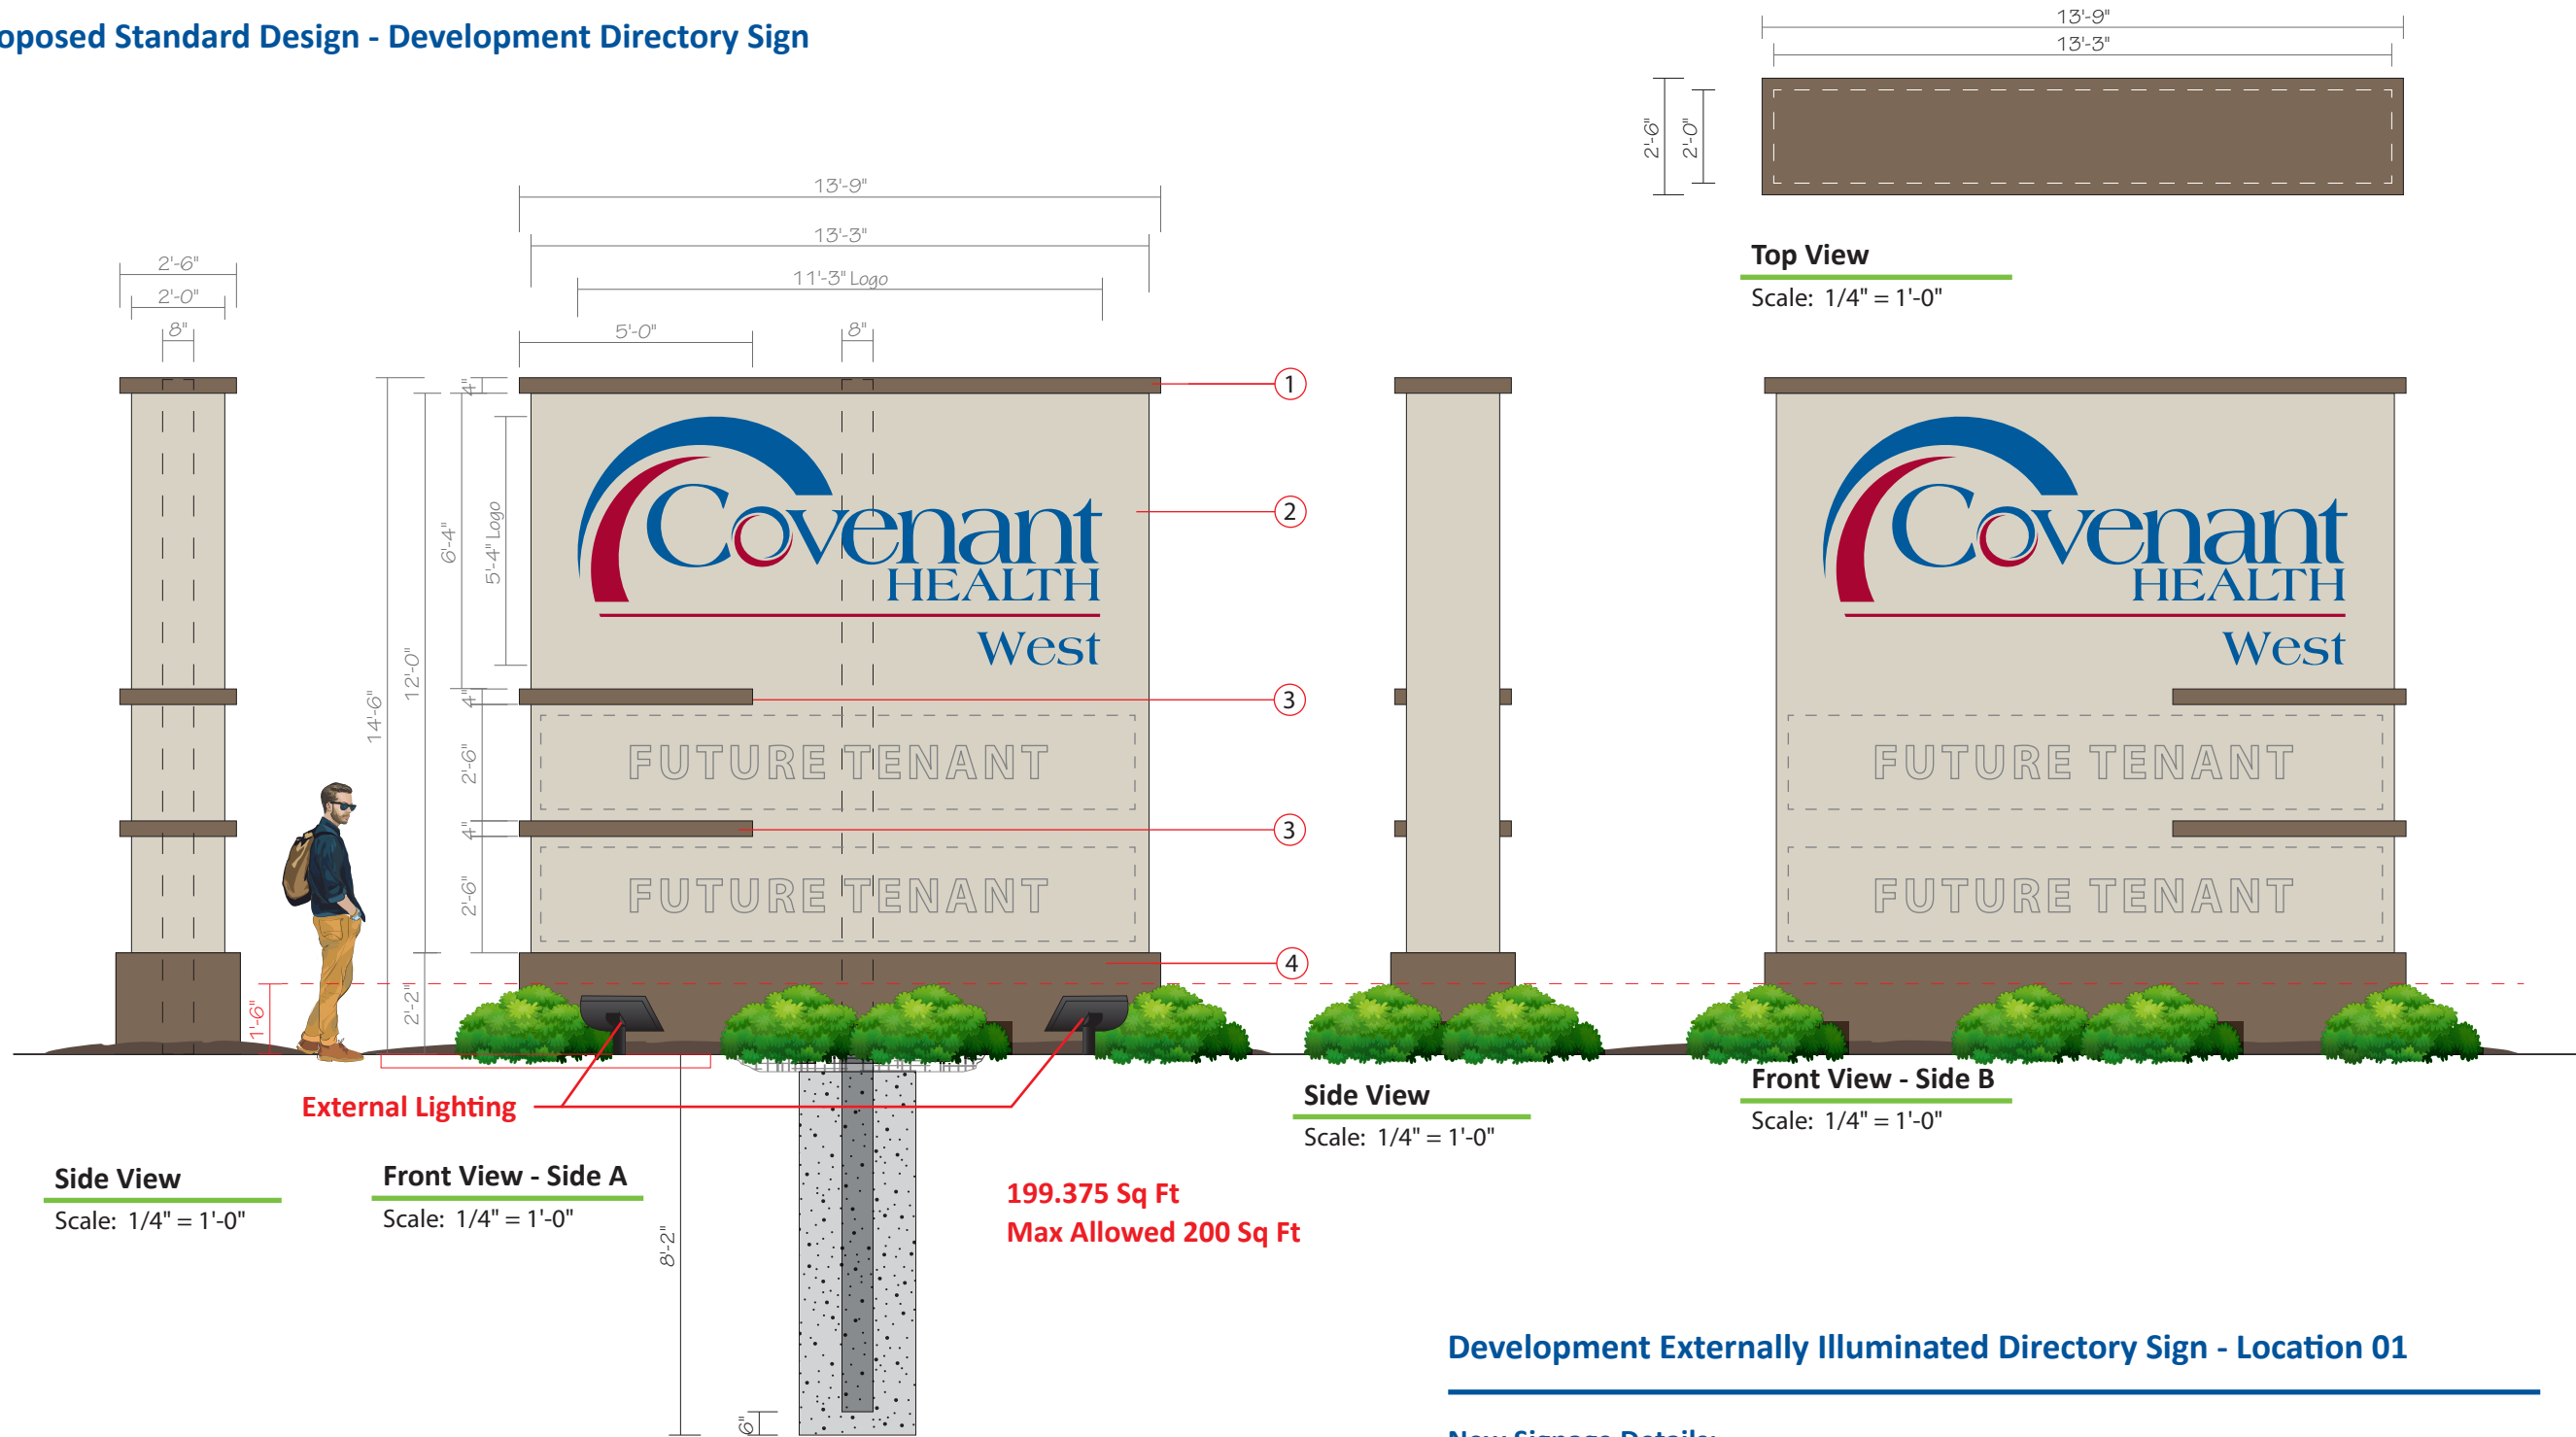 oposed Standard Design - Development Directory Sign
13'-9"
13'-3"
2'-6"
2'-0"
Top View
Scale: 1/4" = 1'-0"
13'-9"
13'-3"
11'-3" Logo
5'-0"
8"
2'-6"
2'-0"
8"
4"
1
2
3
3
4
14'-6"
12'-0"
6'-4"
5'-4" Logo
4"
2'-6"
4"
2'-6"
2'-2"
1'-6"
Covenant
HEALTH
West
FUTURE TENANT
FUTURE TENANT
Covenant
HEALTH
West
FUTURE TENANT
FUTURE TENANT
External Lighting
Side View
Scale: 1/4" = 1'-0"
Front View - Side A
Scale: 1/4" = 1'-0"
Side View
Scale: 1/4" = 1'-0"
Front View - Side B
Scale: 1/4" = 1'-0"
8'-2"
6"
199.375 Sq Ft
Max Allowed 200 Sq Ft
Development Externally Illuminated Directory Sign - Location 01
New Signage Details: